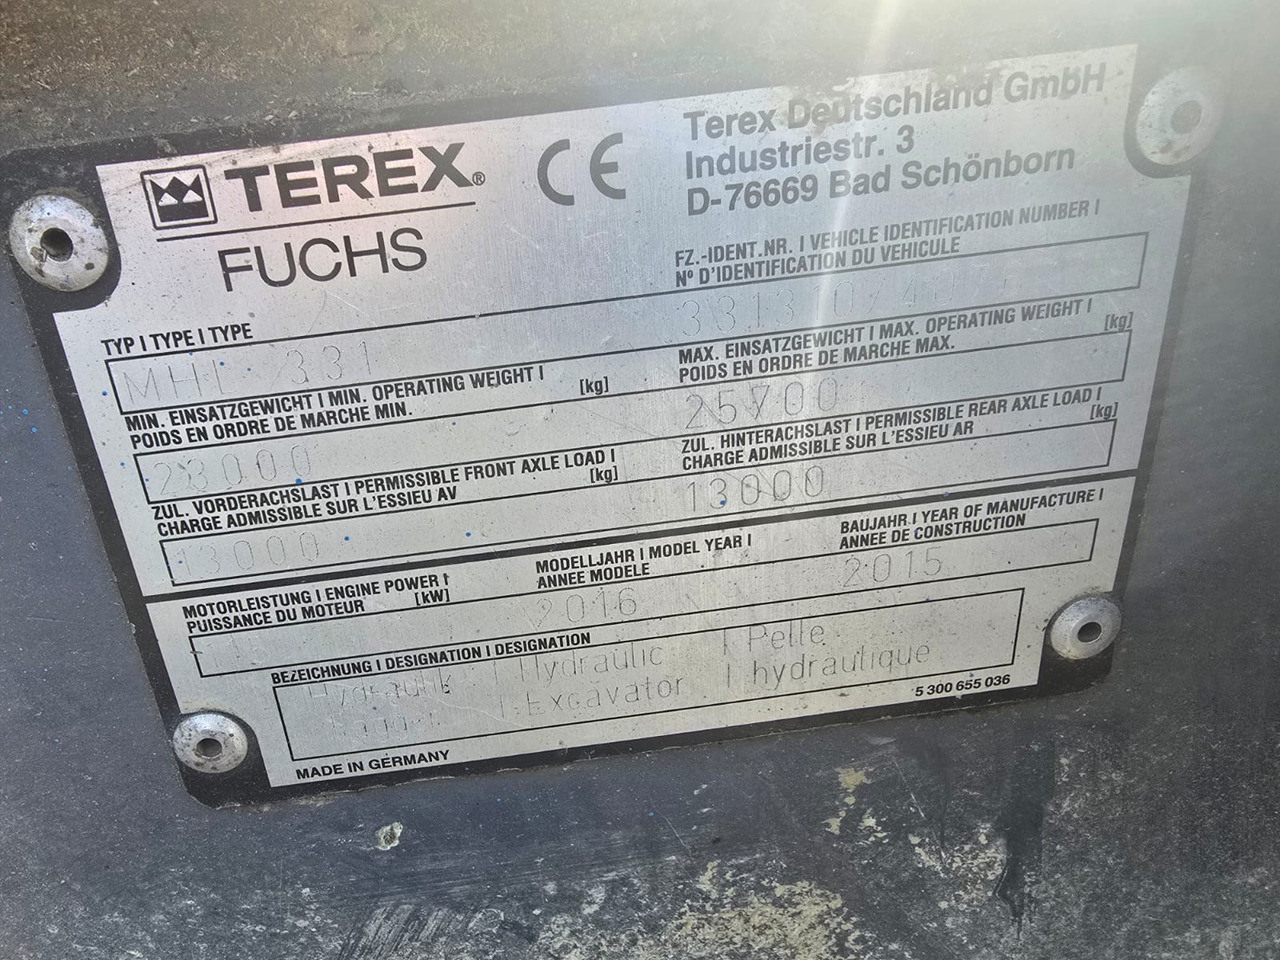 TEREX®
FUCHS
CE
Terex Deutschland GmbH
Industriestr. 3
D-76669 Bad Schönborn
FZ.-IDENT.NR. I VEHICLE IDENTIFICATION NUMBER I
Nº D'IDENTIFICATION DU VÉHICULE
TYP I TYPE I TYPE
MHL 331
MIN. EINSATZGEWICHT I MIN. OPERATING WEIGHT I
POIDS EN ORDRE DE MARCHE MIN.
[kg]
23000
MAX. EINSATZGEWICHT I MAX. OPERATING WEIGHT I
POIDS EN ORDRE DE MARCHE MAX.
[kg]
25700
ZUL. VORDERACHSLAST I PERMISSIBLE FRONT AXLE LOAD I
CHARGE ADMISSIBLE SUR L'ESSIEU AV
[kg]
13000
ZUL. HINTERACHSLAST I PERMISSIBLE REAR AXLE LOAD I
CHARGE ADMISSIBLE SUR L'ESSIEU AR
[kg]
13000
MOTORLEISTUNG I ENGINE POWER I
PUISSANCE DU MOTEUR
[kW]
MODELLJAHR I MODEL YEAR I
ANNÉE MODELE
2016
BAUJAHR I YEAR OF MANUFACTURE I
ANNÉE DE CONSTRUCTION
2015
BEZEICHNUNG I DESIGNATION I DESIGNATION
Hydraulik | Hydraulic | Pelle
| Excavator | hydraulique
5 300 655 036
MADE IN GERMANY